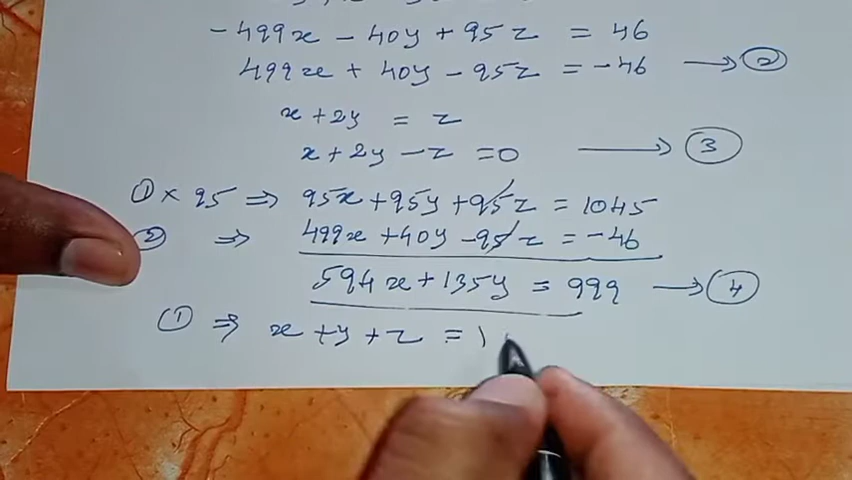 -499x - 40y + 95z = 46
499x + 40y - 95z = -46 → ②
x + 2y = z
x + 2y - z = 0 → ③
① × 95 ⇒ 95x + 95y + 95z = 1045
② ⇒ 499x + 40y - 95z = -46
594x + 135y = 999 → ④
① ⇒ x + y + z = 1